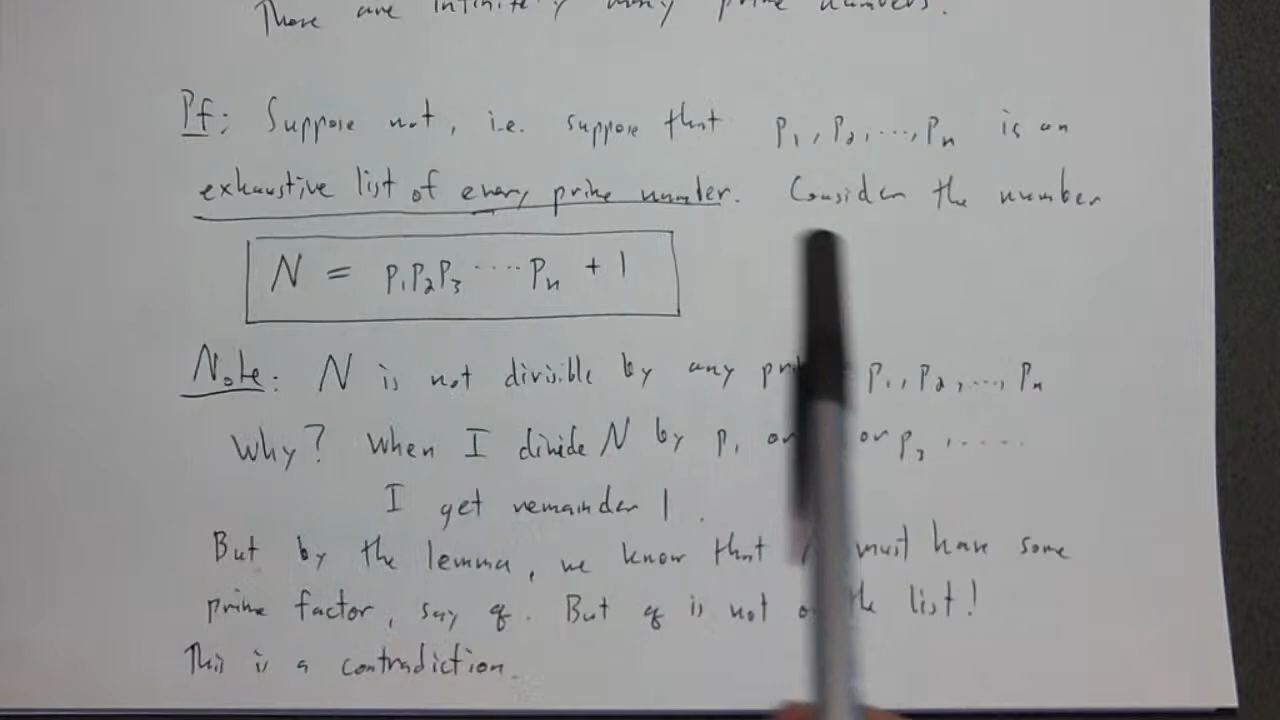 There are infinitely many prime numbers.
Pf: Suppose not, i.e. suppose that p₁, p₂, ..., pₙ is an
exhaustive list of every prime number. Consider the number
N = p₁p₂p₃ ···· pₙ + 1
Note: N is not divisible by any p₁, p₂, ..., pₙ
Why? When I divide N by p₁ or or p₃ .....
I get remainder 1.
But by the lemma, we know that must have some
prime factor, say q. But q is not the list!
This is a contradiction.